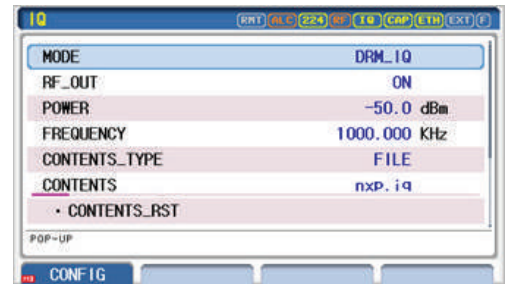 IQ RMT ALC 224 RF IQ CAP ETH EXT F
MODE DRM_IQ
RF_OUT ON
POWER -50.0 dBm
FREQUENCY 1000.000 KHz
CONTENTS_TYPE FILE
CONTENTS nxp.iq
· CONTENTS_RST
POP-UP
CONFIG